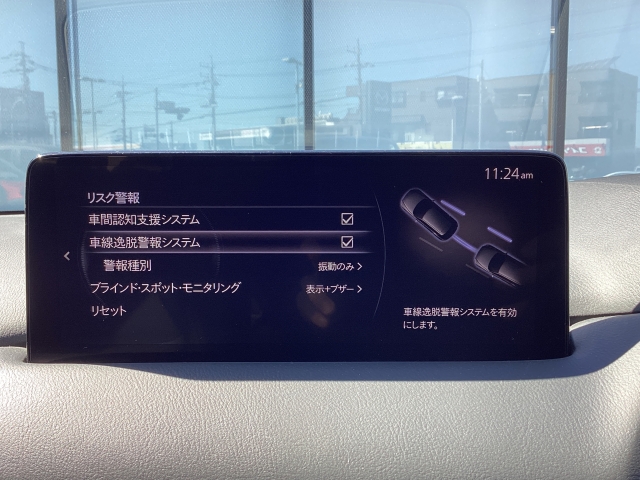 11:24am
リスク警報
車間認知支援システム
車線逸脱警報システム
警報種別 振動のみ
ブラインド・スポット・モニタリング 表示+ブザー
リセット
車線逸脱警報システムを有効
にします。